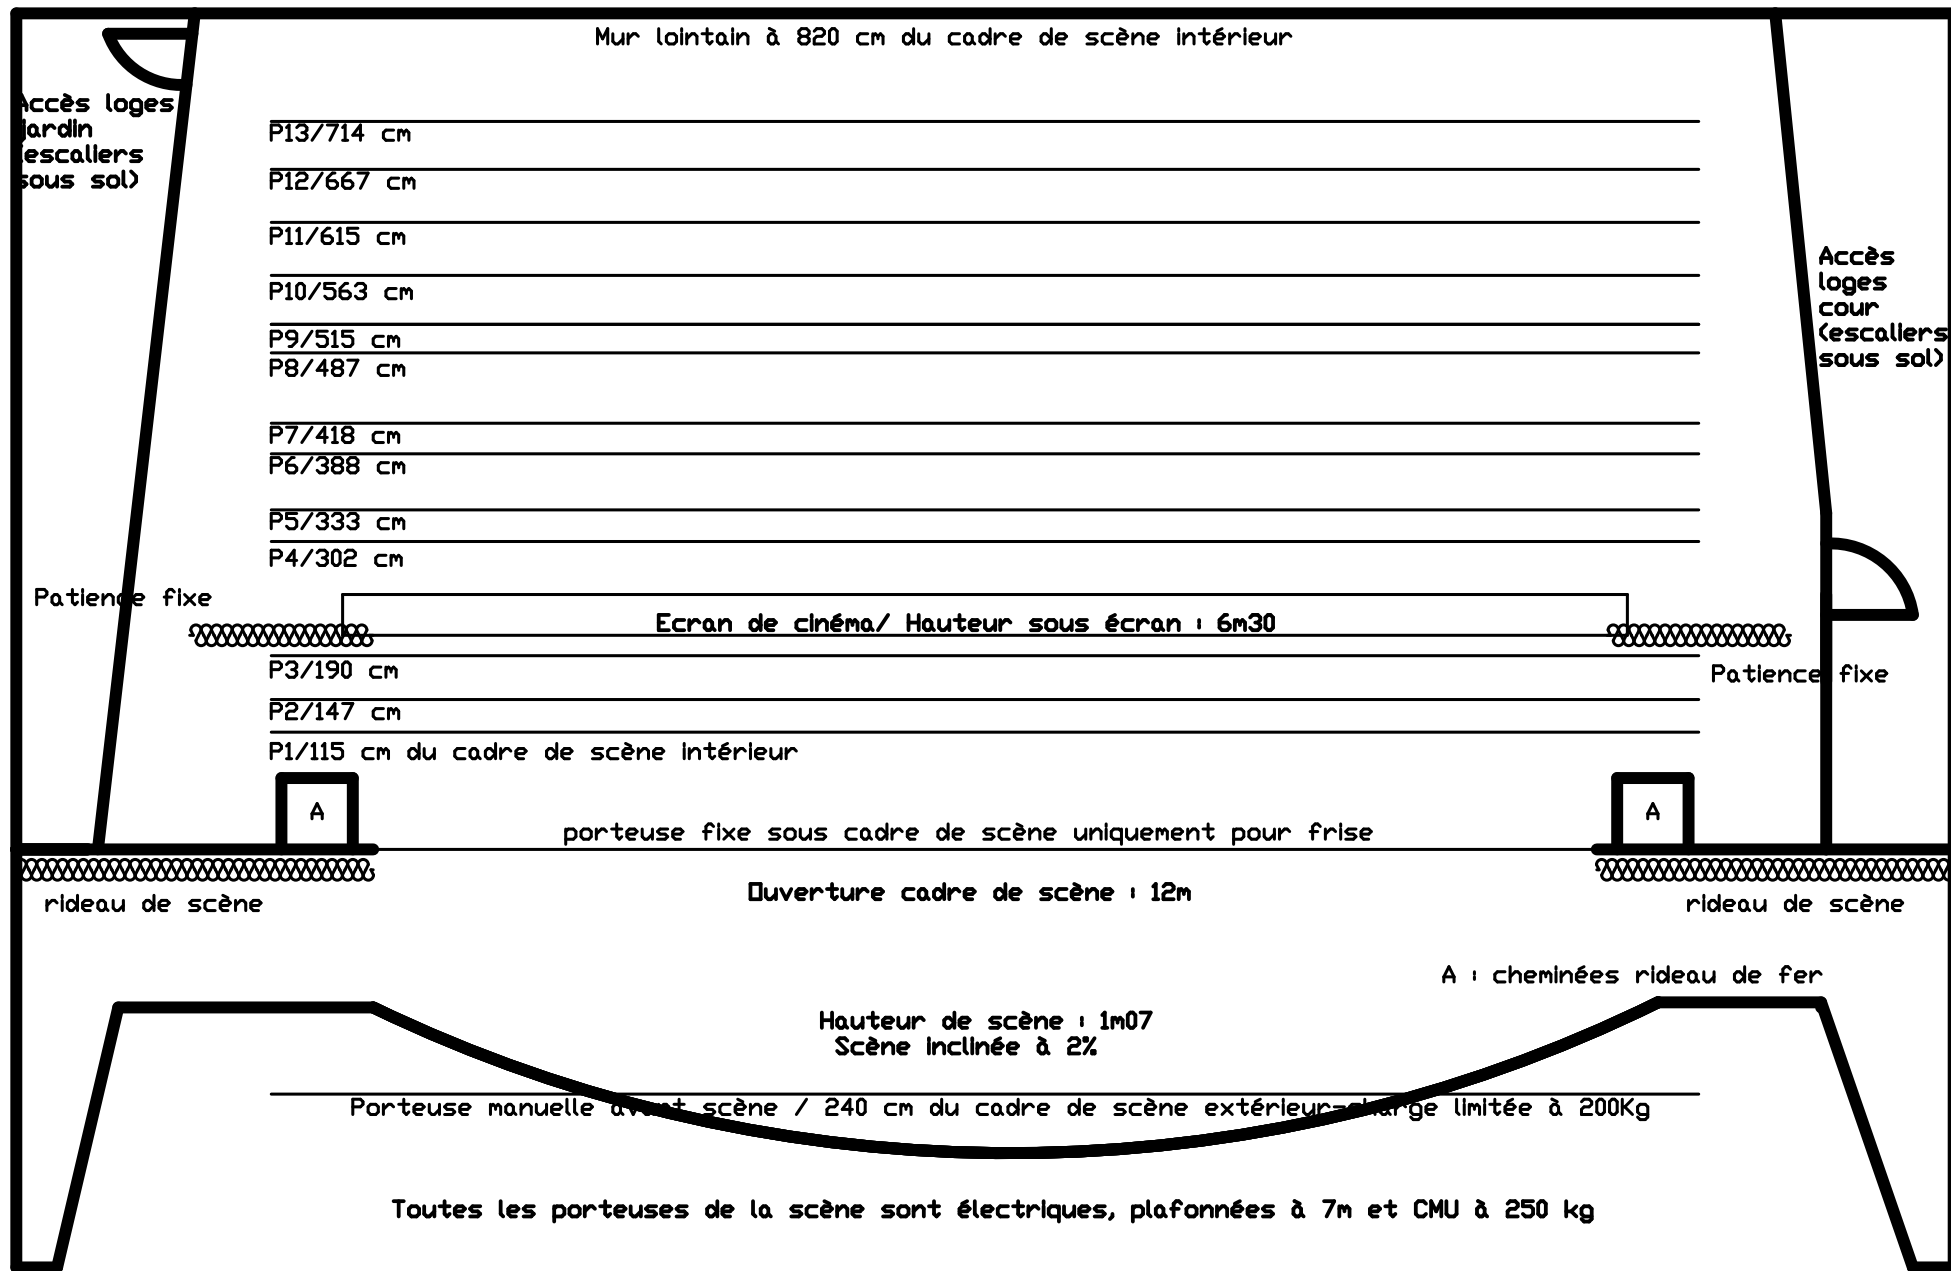 Mur lointain à 820 cm du cadre de scène intérieur
Accès loges
jardin
(escaliers
sous sol)
P13/714 cm
P12/667 cm
P11/615 cm
P10/563 cm
P9/515 cm
P8/487 cm
Accès
loges
cour
(escaliers
sous sol)
P7/418 cm
P6/388 cm
P5/333 cm
P4/302 cm
Patience fixe
Ecran de cinéma/ Hauteur sous écran : 6m30
P3/190 cm
Patience fixe
P2/147 cm
P1/115 cm du cadre de scène intérieur
A
A
porteuse fixe sous cadre de scène uniquement pour frise
Ouverture cadre de scène : 12m
rideau de scène
rideau de scène
A : cheminées rideau de fer
Hauteur de scène : 1m07
Scène inclinée à 2%
Porteuse manuelle avant scène / 240 cm du cadre de scène extérieur-charge limitée à 200Kg
Toutes les porteuses de la scène sont électriques, plafonnées à 7m et CMU à 250 kg